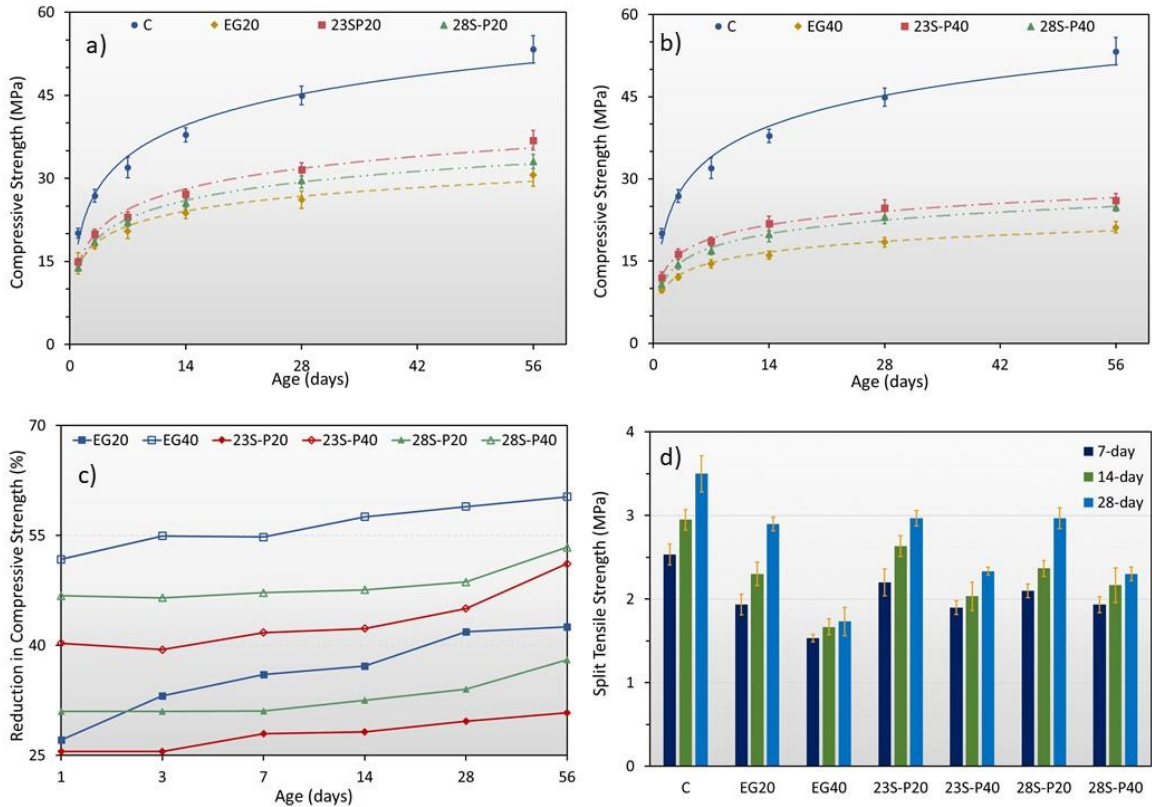 a)
C EG20 23SP20 28S-P20
Compressive Strength (MPa)
60
45
30
15
0
0 14 28 42 56
Age (days)
b)
C EG40 23S-P40 28S-P40
Compressive Strength (MPa)
60
45
30
15
0
0 14 28 42 56
Age (days)
c)
EG20 EG40 23S-P20 23S-P40 28S-P20 28S-P40
Reduction in Compressive Strength (%)
70
55
40
25
1 3 7 14 28 56
Age (days)
d)
7-day
14-day
28-day
Split Tensile Strength (MPa)
4
3
2
1
0
C EG20 EG40 23S-P20 23S-P40 28S-P20 28S-P40